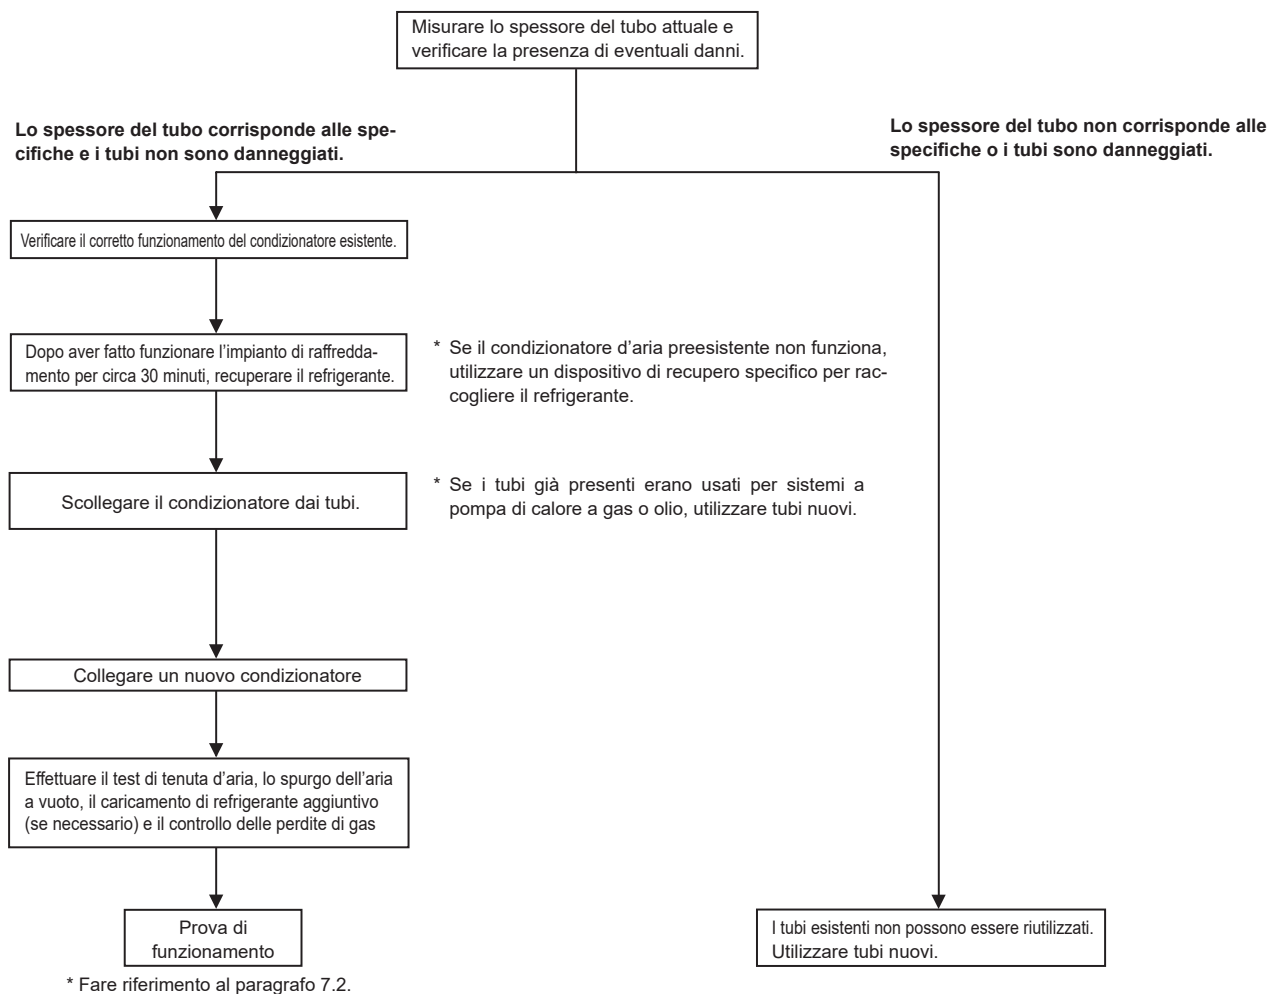 Misurare lo spessore del tubo attuale e
verificare la presenza di eventuali danni.
Lo spessore del tubo corrisponde alle spe-
cifiche e i tubi non sono danneggiati.
Lo spessore del tubo non corrisponde alle
specifiche o i tubi sono danneggiati.
Verificare il corretto funzionamento del condizionatore esistente.
Dopo aver fatto funzionare l’impianto di raffredda-
mento per circa 30 minuti, recuperare il refrigerante.
* Se il condizionatore d’aria preesistente non funziona,
utilizzare un dispositivo di recupero specifico per rac-
cogliere il refrigerante.
Scollegare il condizionatore dai tubi.
* Se i tubi già presenti erano usati per sistemi a
pompa di calore a gas o olio, utilizzare tubi nuovi.
Collegare un nuovo condizionatore
Effettuare il test di tenuta d’aria, lo spurgo dell’aria
a vuoto, il caricamento di refrigerante aggiuntivo
(se necessario) e il controllo delle perdite di gas
Prova di
funzionamento
* Fare riferimento al paragrafo 7.2.
I tubi esistenti non possono essere riutilizzati.
Utilizzare tubi nuovi.